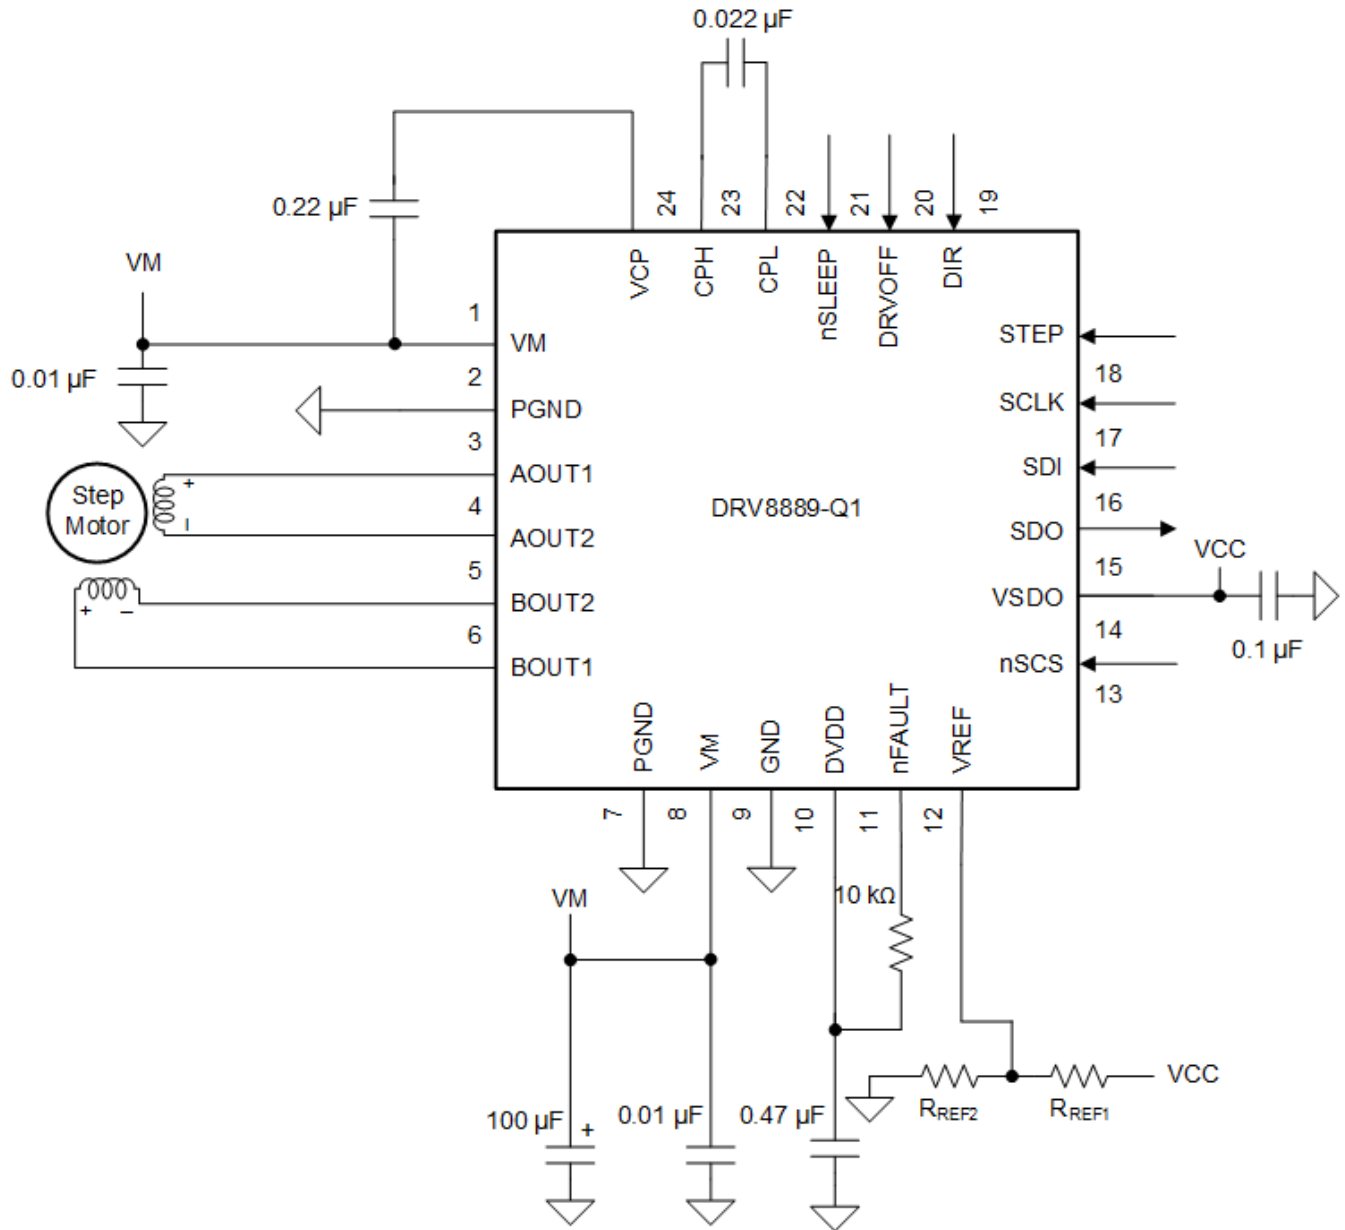 0.022 µF
0.22 µF
24
23
22
21
20
19
VCP
CPH
CPL
nSLEEP
DRVOFF
DIR
VM
0.01 µF
1
VM
2
PGND
3
AOUT1
4
AOUT2
5
BOUT2
6
BOUT1
Step
Motor
+
–
+
–
DRV8889-Q1
STEP
18
SCLK
17
SDI
16
SDO
15
VCC
VSDO
14
0.1 µF
nSCS
13
PGND
VM
GND
DVDD
nFAULT
VREF
7
8
9
10
11
12
VM
10 kΩ
100 µF
+
0.01 µF
0.47 µF
RREF2
RREF1
VCC